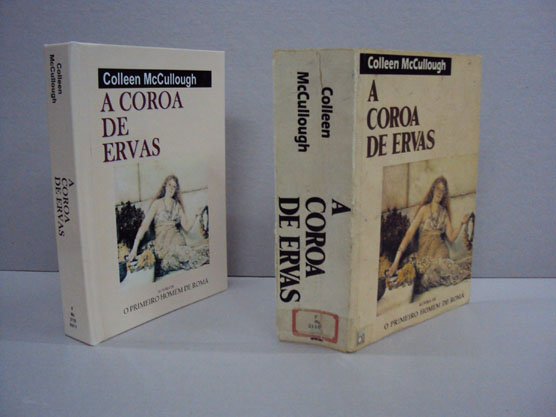 Colleen
McCullough
A COROA
DE ERVAS
Colleen McCullough
A COROA
DE
ERVAS
O PRIMEIRO HOMEM DE ROMA
Colleen
McCullough
A
COROA
DE ERVAS
Colleen McCullough
A
COROA
DE ERVAS
O PRIMEIRO HOMEM DE ROMA